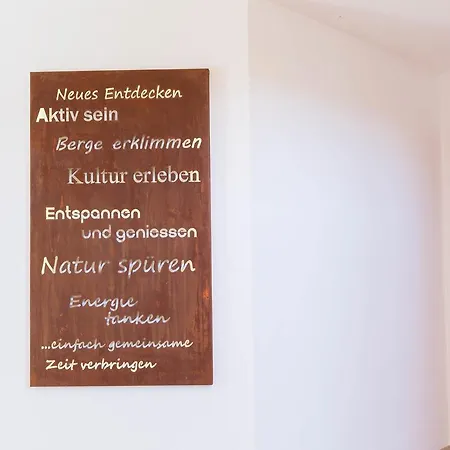 Neues Entdecken
Aktiv sein
Berge erklimmen
Kultur erleben
Entspannen
und geniessen
Natur spüren
Energie
tanken
...einfach gemeinsame
Zeit verbringen